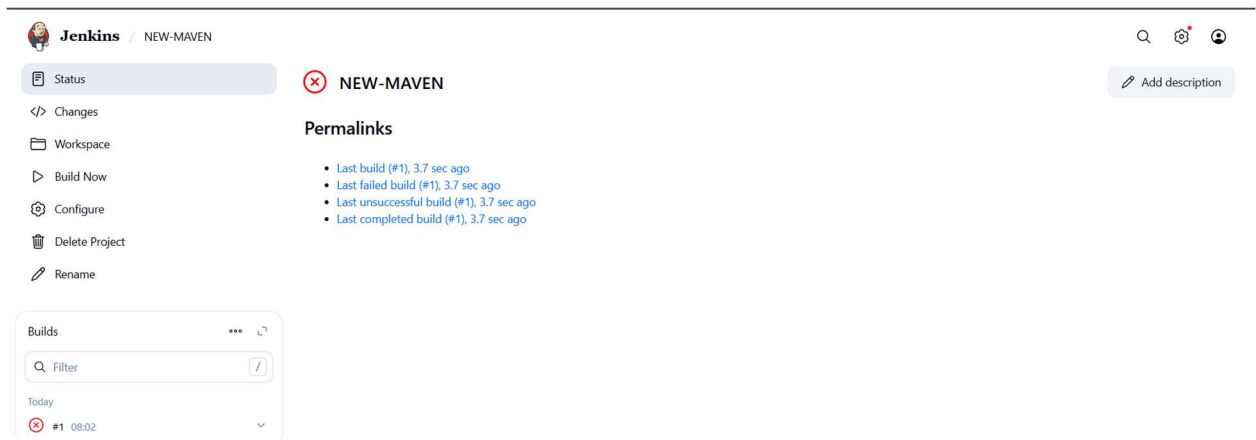 Jenkins / NEW-MAVEN
Status
Changes
Workspace
Build Now
Configure
Delete Project
Rename
NEW-MAVEN
Add description
Permalinks
Last build (#1), 3.7 sec ago
Last failed build (#1), 3.7 sec ago
Last unsuccessful build (#1), 3.7 sec ago
Last completed build (#1), 3.7 sec ago
Builds
Filter /
Today
#1 08:02